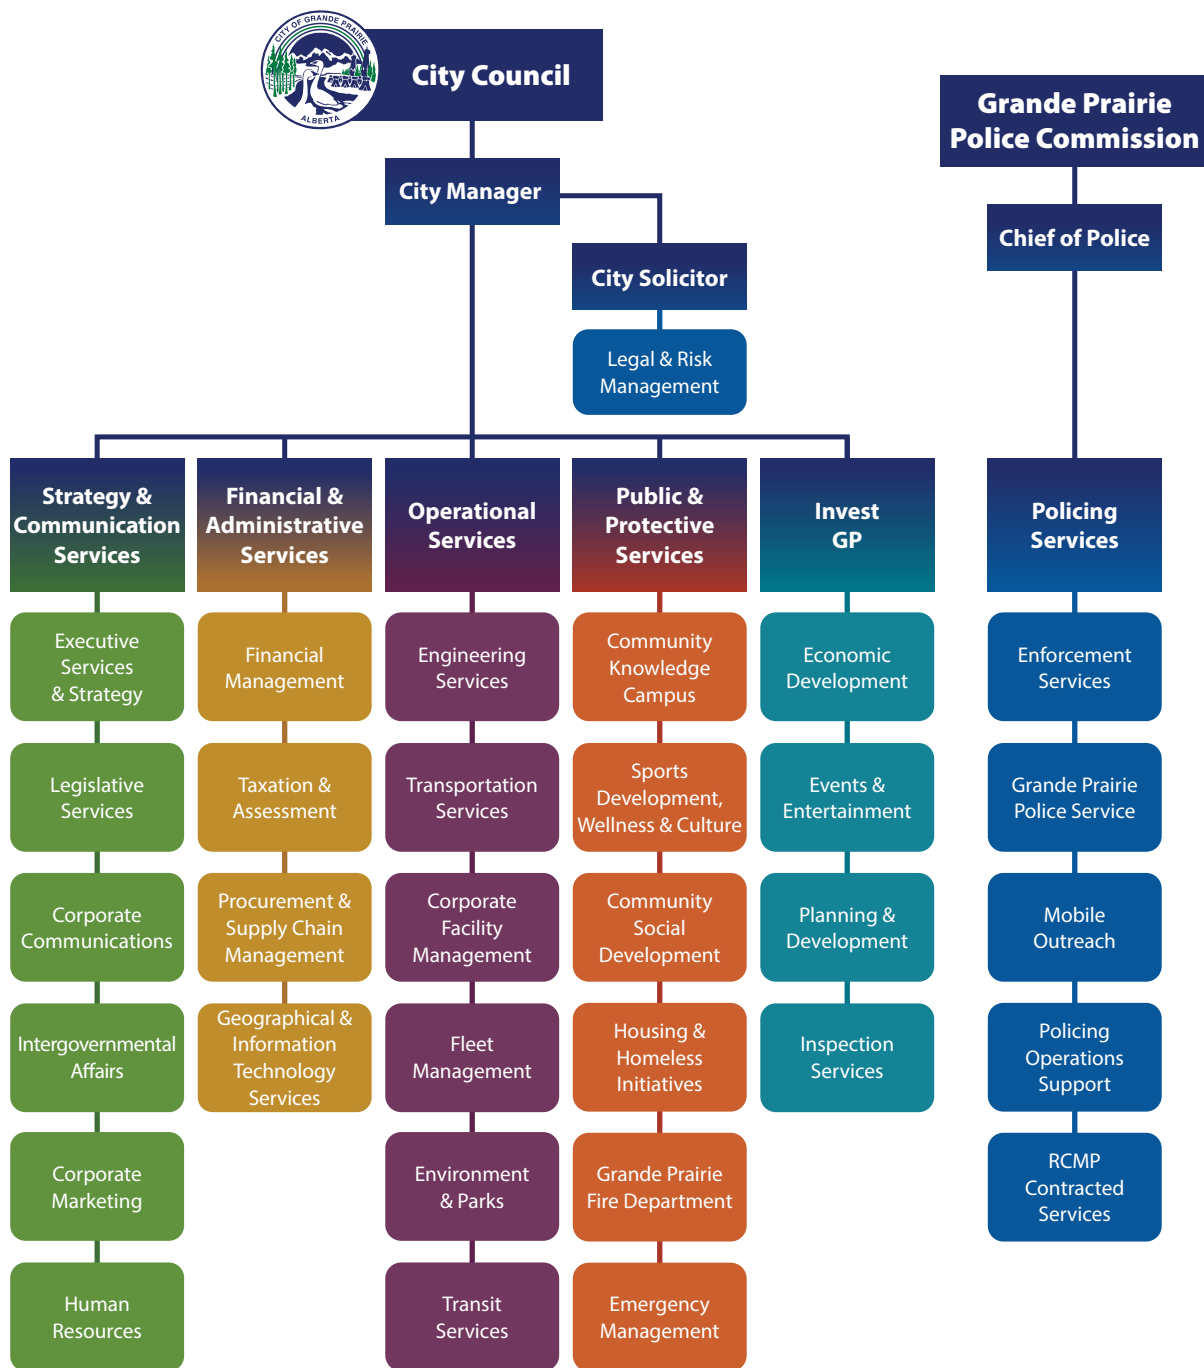 CITY OF GRANDE PRAIRIE
ALBERTA
City Council
City Manager
City Solicitor
Legal & Risk
Management
Grande Prairie
Police Commission
Chief of Police
Strategy &
Communication
Services
Executive
Services
& Strategy
Legislative
Services
Corporate
Communications
Intergovernmental
Affairs
Corporate
Marketing
Human
Resources
Financial &
Administrative
Services
Financial
Management
Taxation &
Assessment
Procurement &
Supply Chain
Management
Geographical &
Information
Technology
Services
Operational
Services
Engineering
Services
Transportation
Services
Corporate
Facility
Management
Fleet
Management
Environment
& Parks
Transit
Services
Public &
Protective
Services
Community
Knowledge
Campus
Sports
Development,
Wellness & Culture
Community
Social
Development
Housing &
Homeless
Initiatives
Grande Prairie
Fire Department
Emergency
Management
Invest
GP
Economic
Development
Events &
Entertainment
Planning &
Development
Inspection
Services
Policing
Services
Enforcement
Services
Grande Prairie
Police Service
Mobile
Outreach
Policing
Operations
Support
RCMP
Contracted
Services